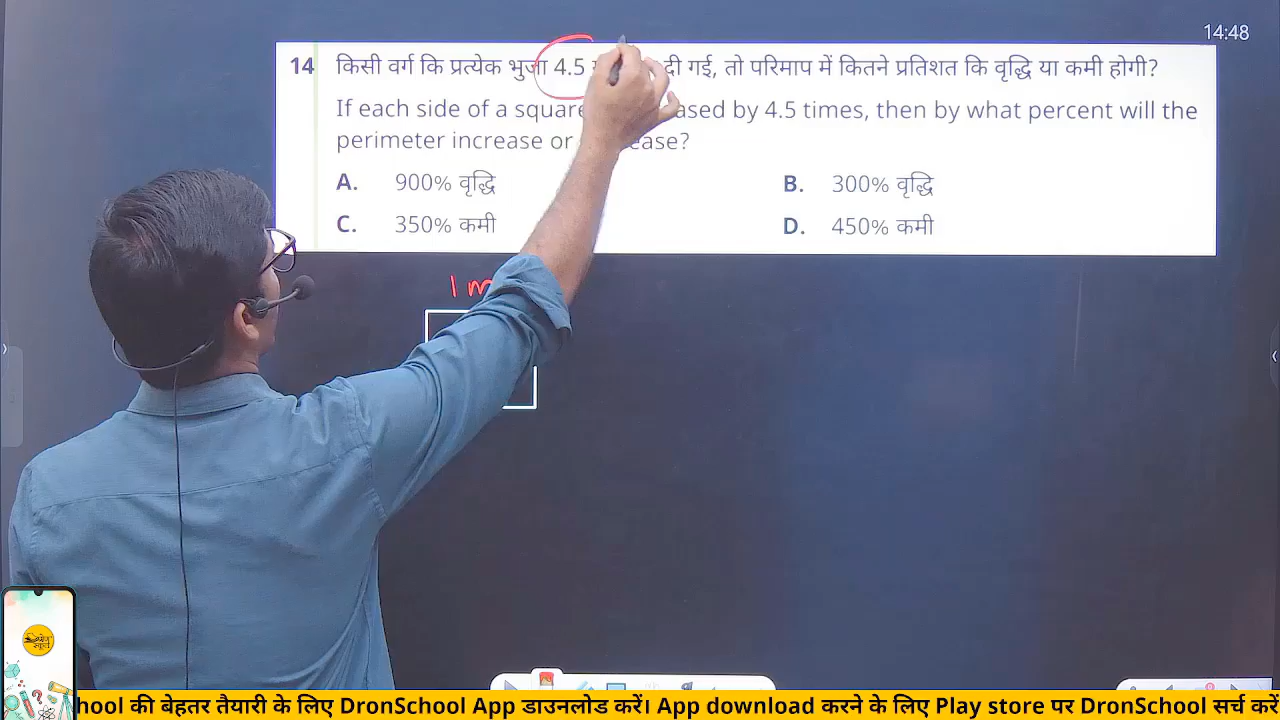 14:48
14 किसी वर्ग कि प्रत्येक भुजा 4.5 दी गई, तो परिमाप में कितने प्रतिशत कि वृद्धि या कमी होगी?
If each side of a square ased by 4.5 times, then by what percent will the
perimeter increase or ease?
A. 900% वृद्धि B. 300% वृद्धि
C. 350% कमी D. 450% कमी
1 m
hool की बेहतर तैयारी के लिए DronSchool App डाउनलोड करें। App download करने के लिए Play store पर DronSchool सर्च करें